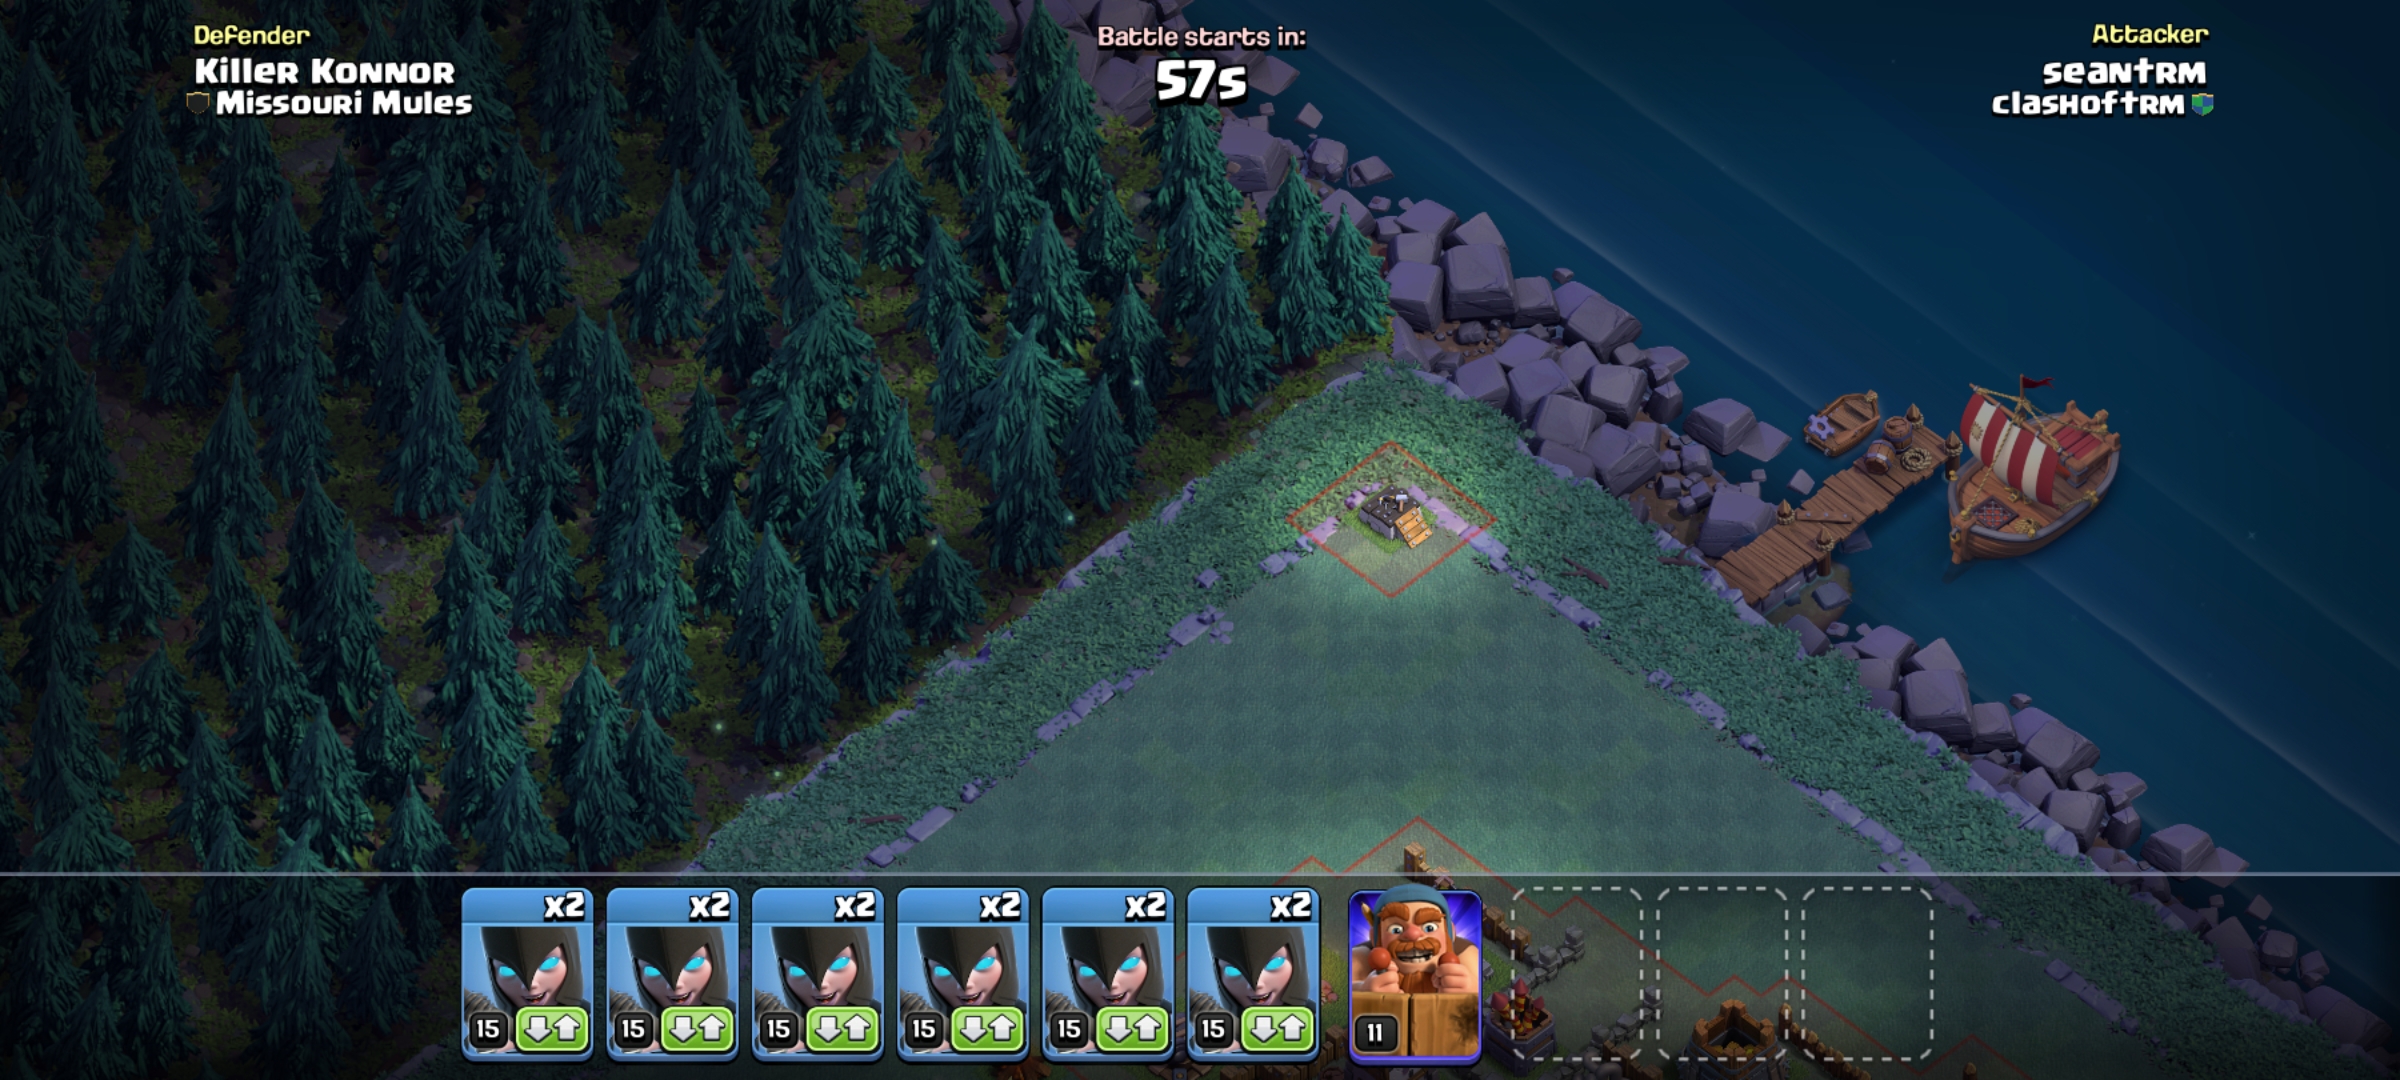 Defender
Killer Konnor
Missouri Mules
Battle starts in:
57s
Attacker
seantRM
clashoftRM
x2
x2
x2
x2
x2
x2
15
15
15
15
15
15
11